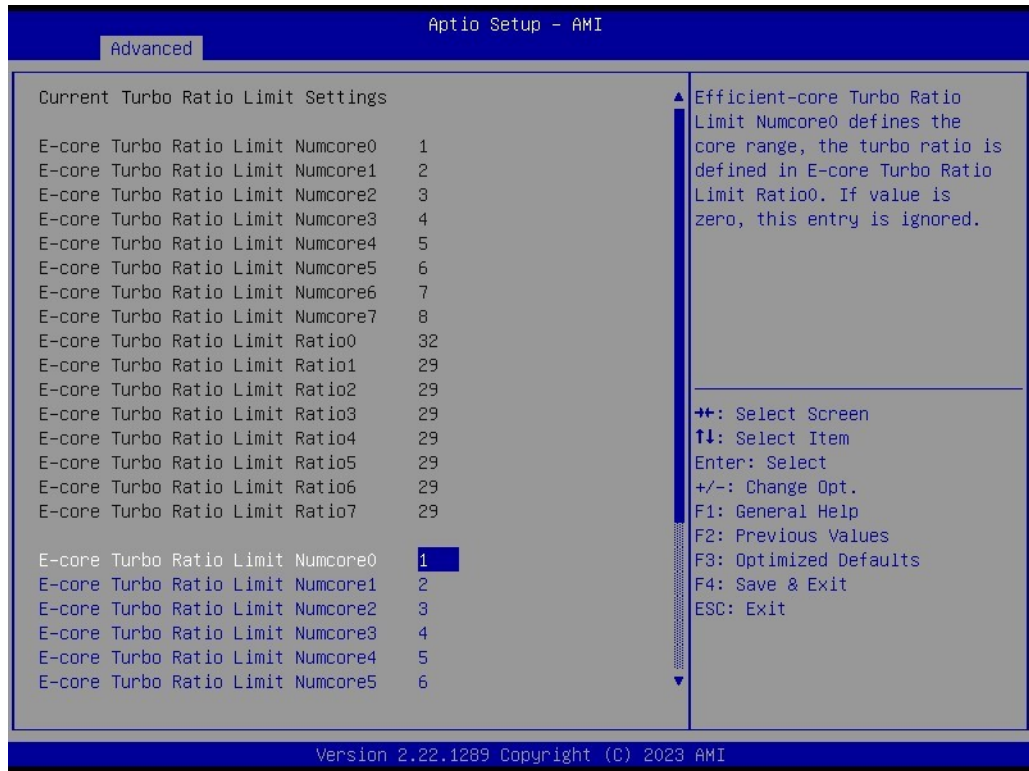 Aptio Setup - AMI
Advanced
Current Turbo Ratio Limit Settings
E-core Turbo Ratio Limit Numcore0 1
E-core Turbo Ratio Limit Numcore1 2
E-core Turbo Ratio Limit Numcore2 3
E-core Turbo Ratio Limit Numcore3 4
E-core Turbo Ratio Limit Numcore4 5
E-core Turbo Ratio Limit Numcore5 6
E-core Turbo Ratio Limit Numcore6 7
E-core Turbo Ratio Limit Numcore7 8
E-core Turbo Ratio Limit Ratio0 32
E-core Turbo Ratio Limit Ratio1 29
E-core Turbo Ratio Limit Ratio2 29
E-core Turbo Ratio Limit Ratio3 29
E-core Turbo Ratio Limit Ratio4 29
E-core Turbo Ratio Limit Ratio5 29
E-core Turbo Ratio Limit Ratio6 29
E-core Turbo Ratio Limit Ratio7 29
E-core Turbo Ratio Limit Numcore0 1
E-core Turbo Ratio Limit Numcore1 2
E-core Turbo Ratio Limit Numcore2 3
E-core Turbo Ratio Limit Numcore3 4
E-core Turbo Ratio Limit Numcore4 5
E-core Turbo Ratio Limit Numcore5 6
Efficient-core Turbo Ratio
Limit Numcore0 defines the
core range, the turbo ratio is
defined in E-core Turbo Ratio
Limit Ratio0. If value is
zero, this entry is ignored.
→←: Select Screen
↑↓: Select Item
Enter: Select
+/-: Change Opt.
F1: General Help
F2: Previous Values
F3: Optimized Defaults
F4: Save & Exit
ESC: Exit
Version 2.22.1289 Copyright (C) 2023 AMI